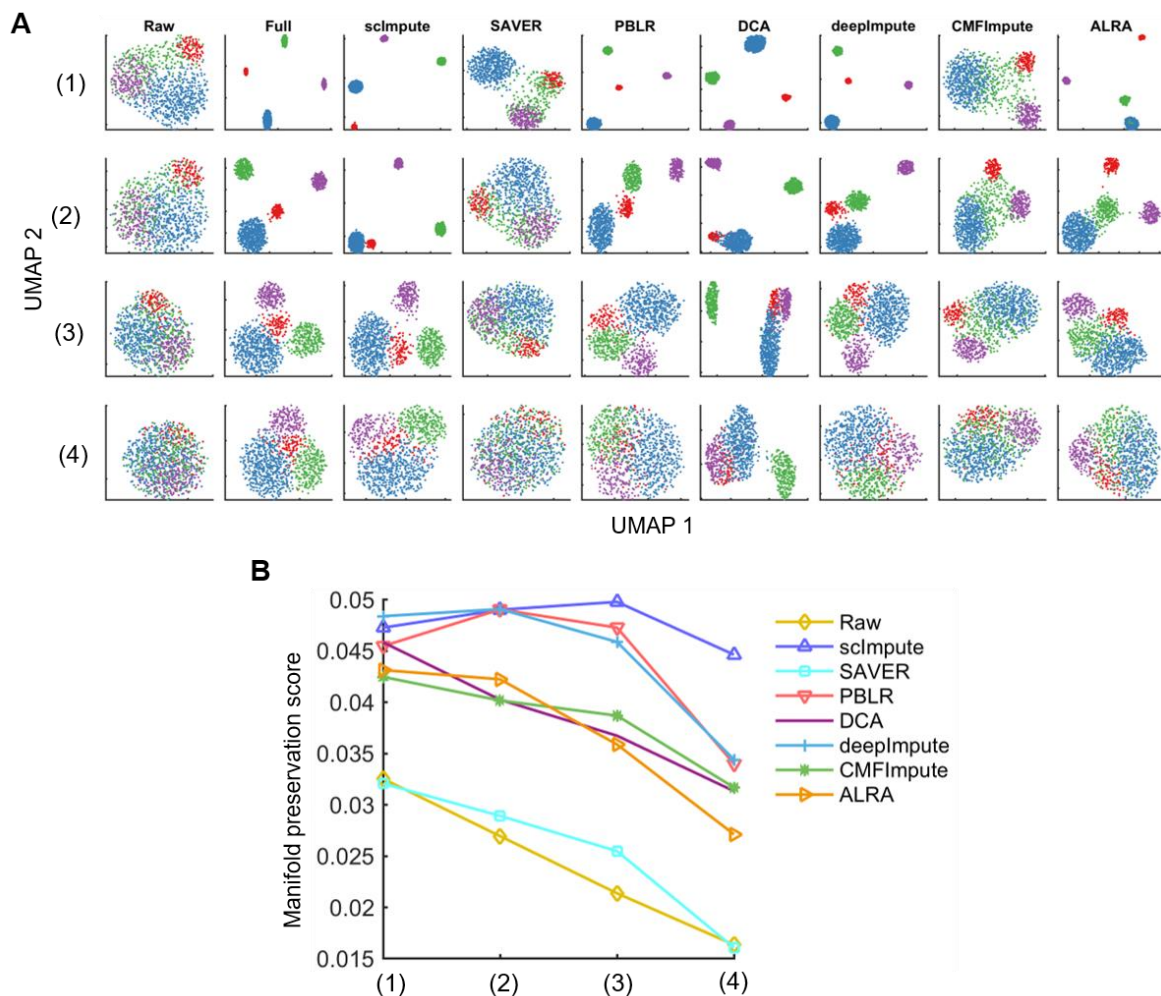 A
Raw Full scImpute SAVER PBLR DCA deepImpute CMFImpute ALRA
(1)
(2)
(3)
(4)
UMAP 2
UMAP 1
B
Manifold preservation score
0.05
0.045
0.04
0.035
0.03
0.025
0.02
0.015
(1) (2) (3) (4)
Raw
scImpute
SAVER
PBLR
DCA
deepImpute
CMFImpute
ALRA